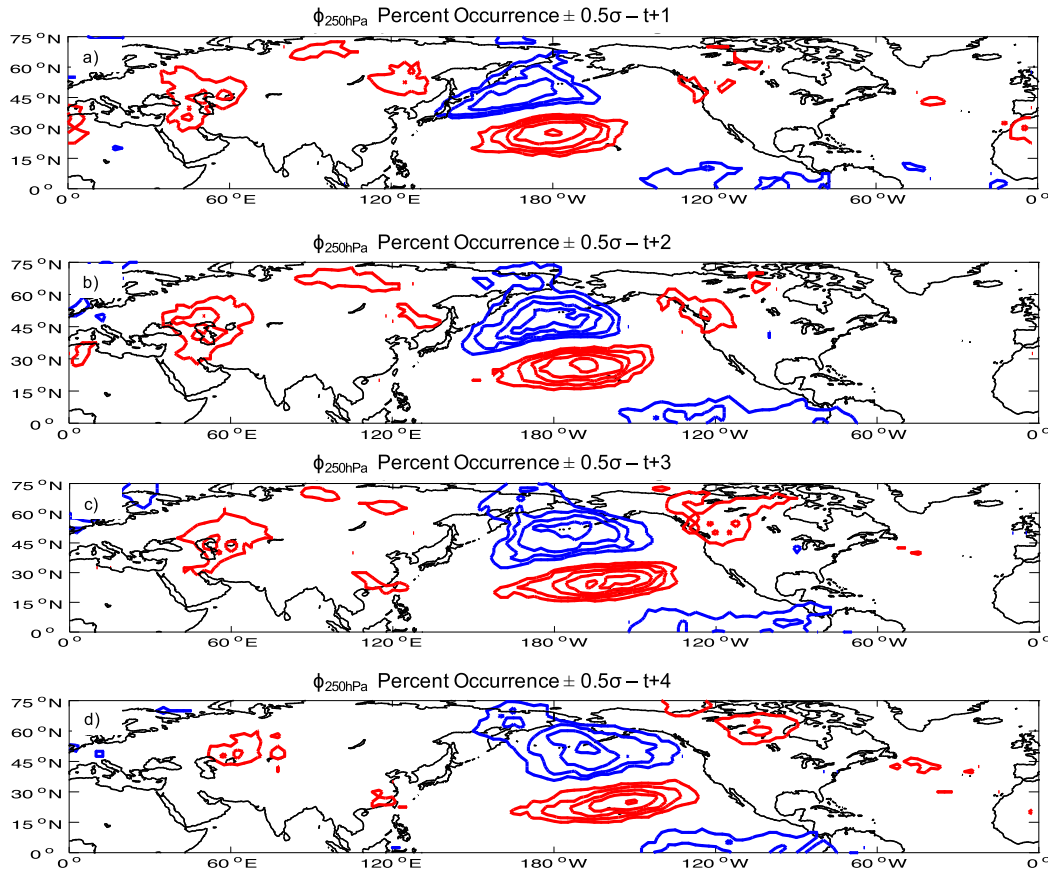 ϕ250hPa Percent Occurrence ± 0.5σ – t+1
75°N
a)
60°N
45°N
30°N
15°N
0°
0° 60°E 120°E 180°W 120°W 60°W 0°
ϕ250hPa Percent Occurrence ± 0.5σ – t+2
75°N
b)
60°N
45°N
30°N
15°N
0°
0° 60°E 120°E 180°W 120°W 60°W 0°
ϕ250hPa Percent Occurrence ± 0.5σ – t+3
75°N
c)
60°N
45°N
30°N
15°N
0°
0° 60°E 120°E 180°W 120°W 60°W 0°
ϕ250hPa Percent Occurrence ± 0.5σ – t+4
75°N
d)
60°N
45°N
30°N
15°N
0°
0° 60°E 120°E 180°W 120°W 60°W 0°